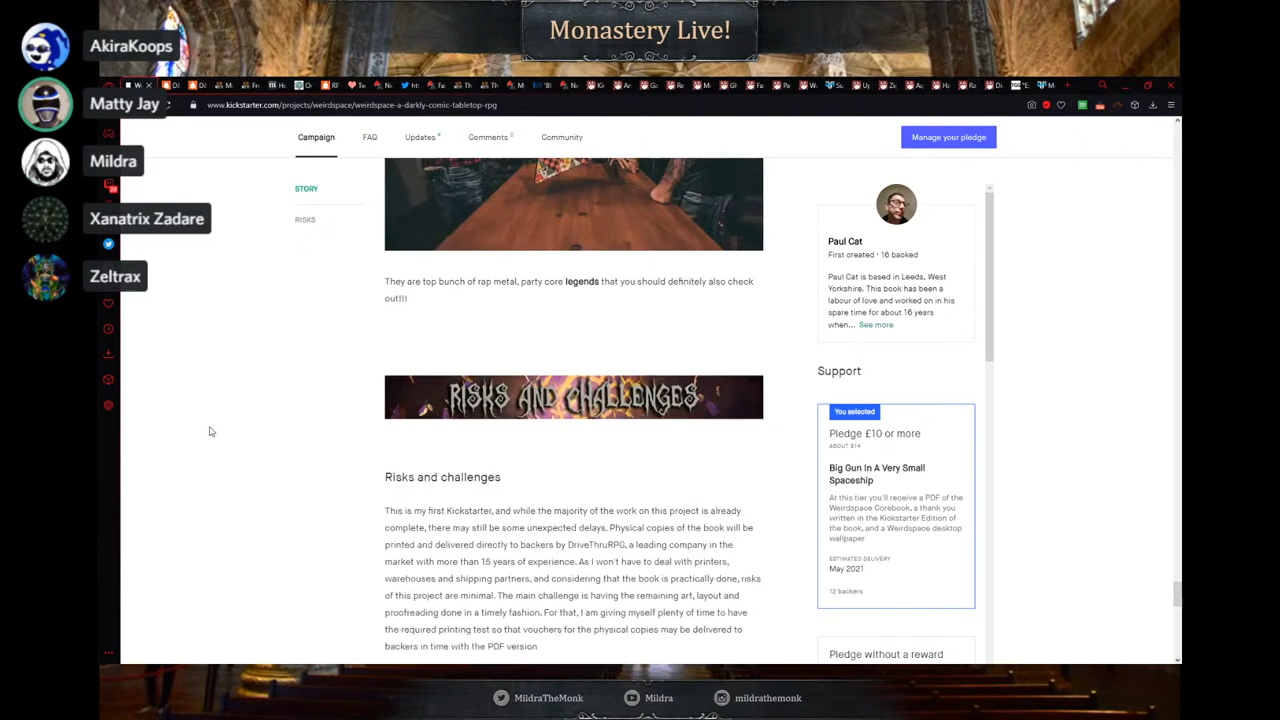 Monastery Live!
AkiraKoops
Matty Jay
Mildra
Xanatrix Zadare
Zeltrax
www.kickstarter.com/projects/weirdspace/weirdspace-a-darkly-comic-tabletop-rpg
Campaign
FAQ
Updates 4
Comments 0
Community
Manage your pledge
STORY
RISKS
They are top bunch of rap metal, party core legends that you should definitely also check
out!!!
RISKS AND CHALLENGES
Risks and challenges
This is my first Kickstarter, and while the majority of the work on this project is already
complete, there may still be some unexpected delays. Physical copies of the book will be
printed and delivered directly to backers by DriveThruRPG, a leading company in the
market with more than 15 years of experience. As I won't have to deal with printers,
warehouses and shipping partners, and considering that the book is practically done, risks
of this project are minimal. The main challenge is having the remaining art, layout and
proofreading done in a timely fashion. For that, I am giving myself plenty of time to have
the required printing test so that vouchers for the physical copies may be delivered to
backers in time with the PDF version
Paul Cat
First created · 16 backed
Paul Cat is based in Leeds, West
Yorkshire. This book has been a
labour of love and worked on in his
spare time for about 16 years
when... See more
Support
You selected
Pledge £10 or more
ABOUT $14
Big Gun In A Very Small
Spaceship
At this tier you'll receive a PDF of the
Weirdspace Corebook, a thank you
written in the Kickstarter Edition of
the book, and a Weirdspace desktop
wallpaper
ESTIMATED DELIVERY
May 2021
12 backers
Pledge without a reward
MildraTheMonk
Mildra
mildrathemonk